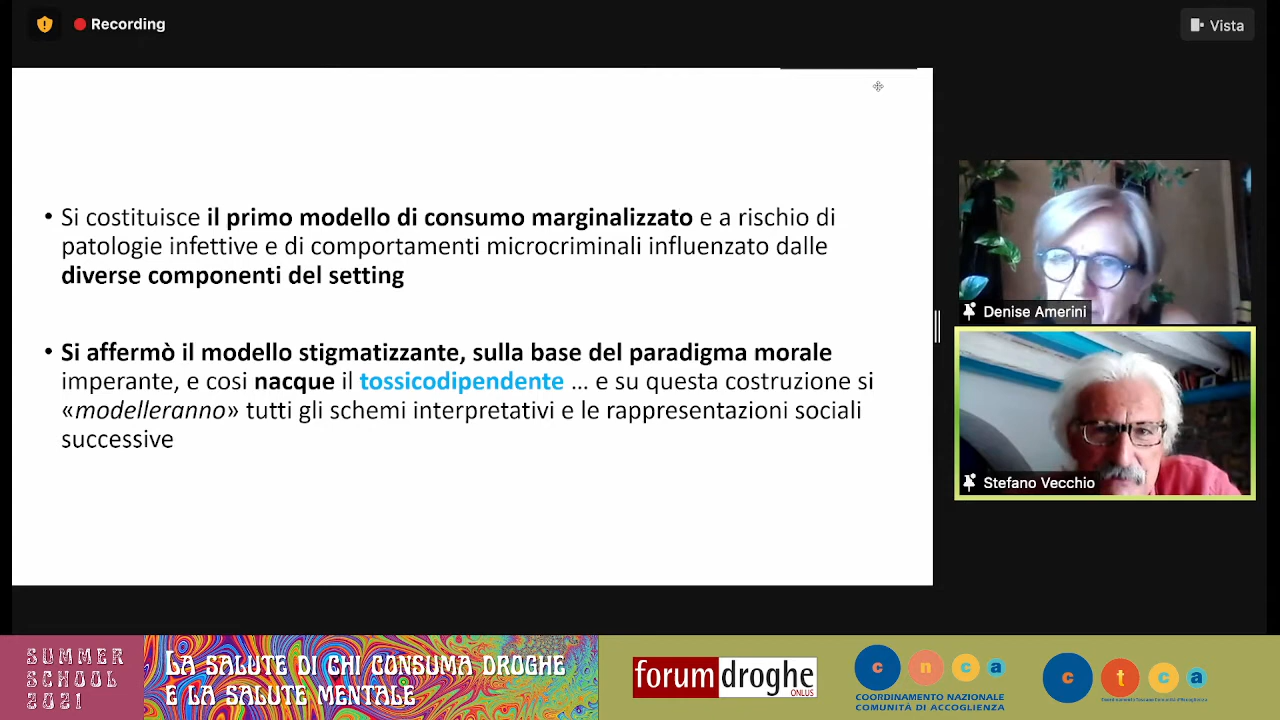 Recording
Vista
• Si costituisce il primo modello di consumo marginalizzato e a rischio di
patologie infettive e di comportamenti microcriminali influenzato dalle
diverse componenti del setting
• Si affermò il modello stigmatizzante, sulla base del paradigma morale
imperante, e cosi nacque il tossicodipendente … e su questa costruzione si
«modelleranno» tutti gli schemi interpretativi e le rappresentazioni sociali
successive
Denise Amerini
Stefano Vecchio
SUMMER
SCHOOL
2021
LA SALUTE DI CHI CONSUMA DROGHE
E LA SALUTE MENTALE
forumdroghe
ONLUS
cnca
COORDINAMENTO NAZIONALE
COMUNITÀ DI ACCOGLIENZA
ctca